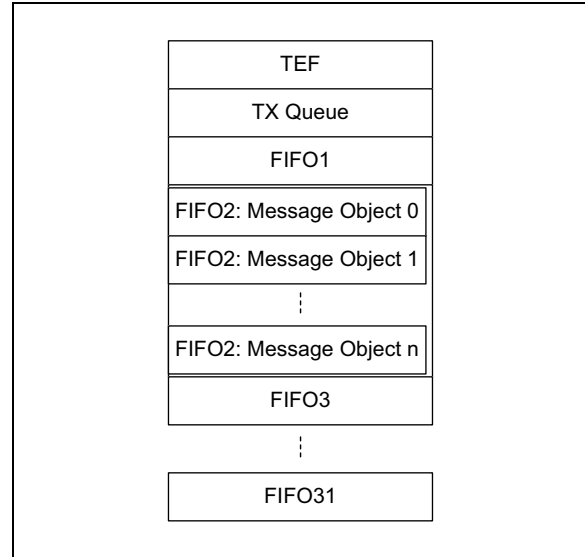 TEF
TX Queue
FIFO1
FIFO2: Message Object 0
FIFO2: Message Object 1
FIFO2: Message Object n
FIFO3
FIFO31